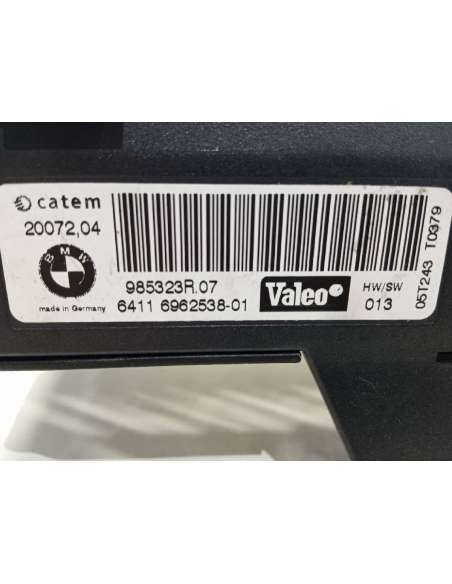 catem
20072,04
BMW
made in Germany
985323R.07
6411 6962538-01
Valeo
HW/SW
013
05T243 T0379